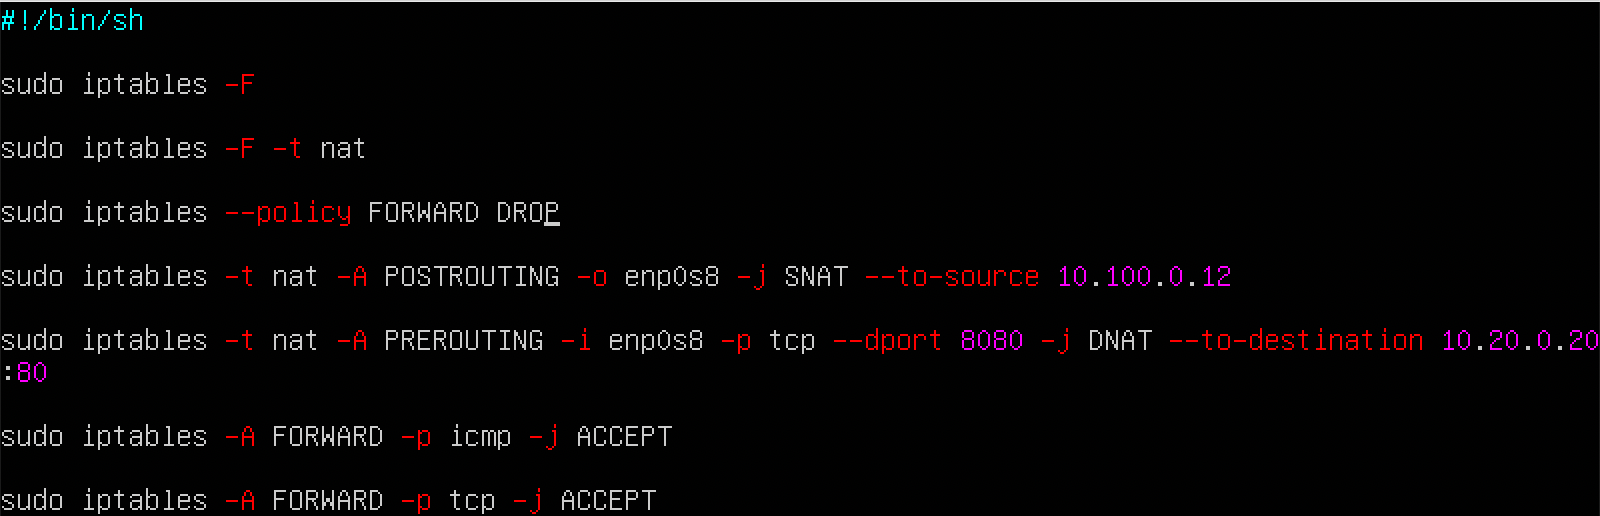 #!/bin/sh
sudo iptables -F
sudo iptables -F -t nat
sudo iptables --policy FORWARD DROP
sudo iptables -t nat -A POSTROUTING -o enp0s8 -j SNAT --to-source 10.100.0.12
sudo iptables -t nat -A PREROUTING -i enp0s8 -p tcp --dport 8080 -j DNAT --to-destination 10.20.0.20
:80
sudo iptables -A FORWARD -p icmp -j ACCEPT
sudo iptables -A FORWARD -p tcp -j ACCEPT